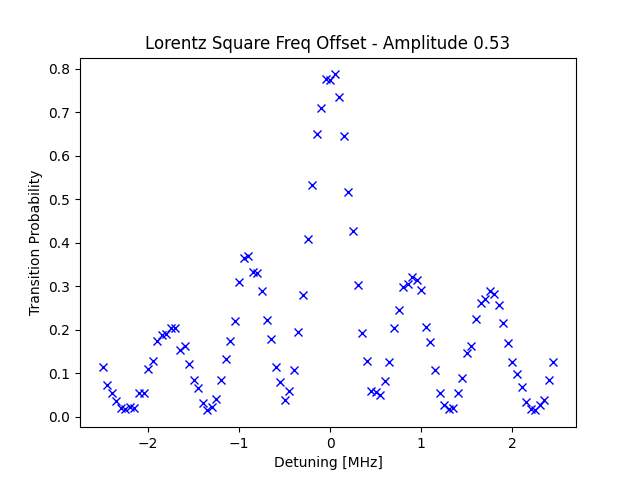 Lorentz Square Freq Offset - Amplitude 0.53
0.8
0.7
0.6
0.5
0.4
0.3
0.2
0.1
0.0
Transition Probability
−2 −1 0 1 2
Detuning [MHz]